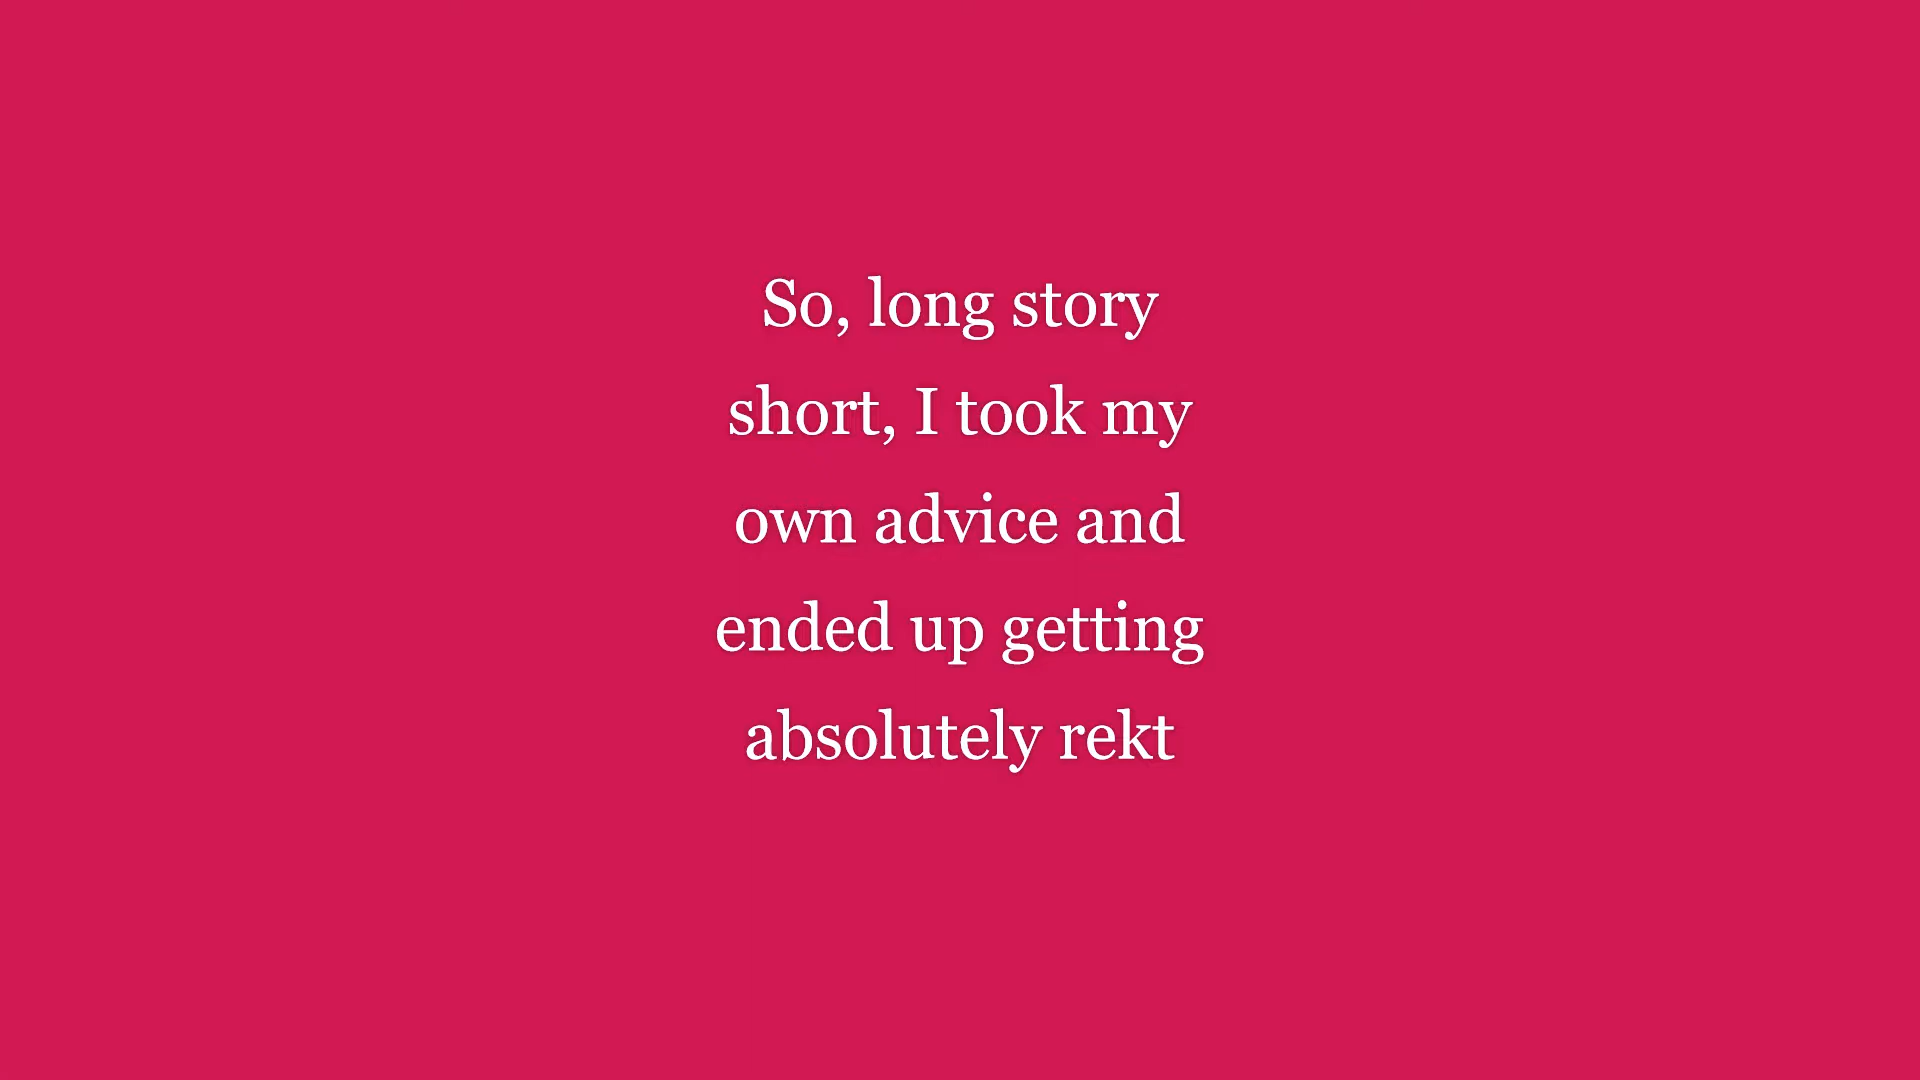 So, long story
short, I took my
own advice and
ended up getting
absolutely rekt